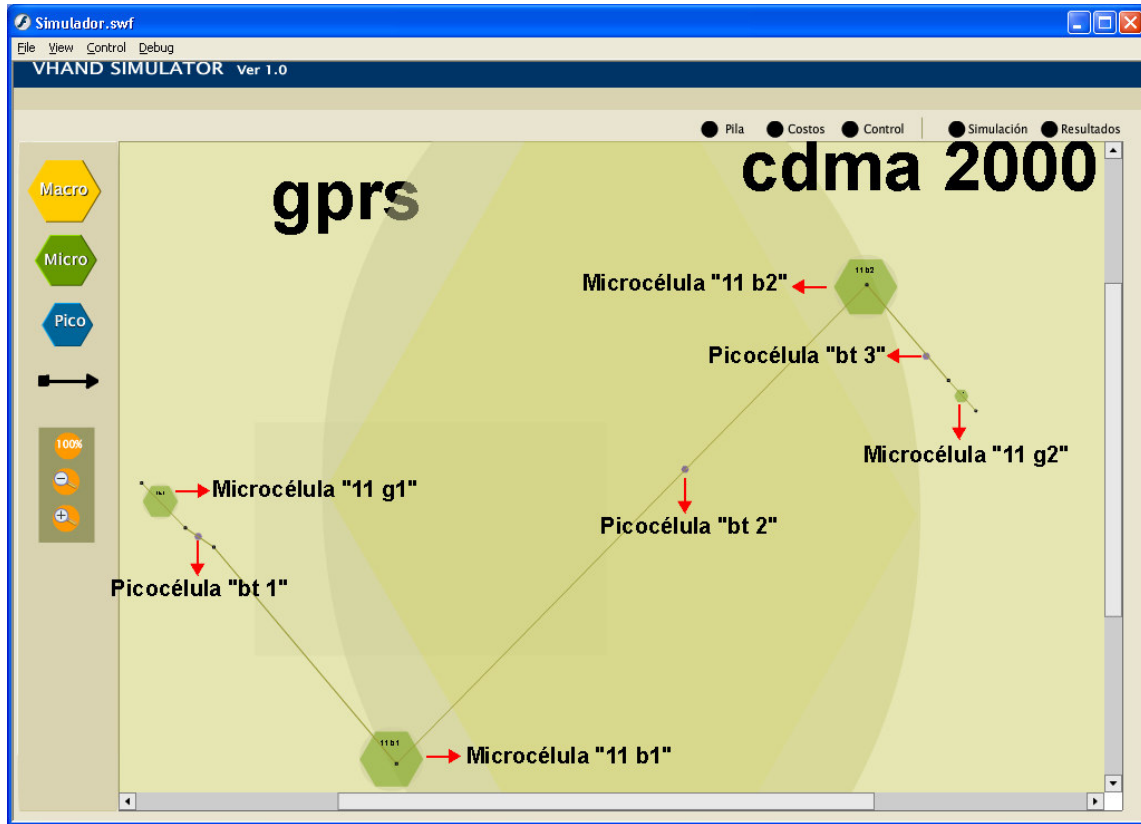 Simulador.swf
File View Control Debug
VHAND SIMULATOR Ver 1.0
Pila Costos Control Simulación Resultados
Macro
Micro
Pico
100%
gprs
cdma 2000
11 b2
Microcélula "11 b2"
Picocélula "bt 3"
Microcélula "11 g2"
Microcélula "11 g1"
Picocélula "bt 2"
Picocélula "bt 1"
11 b1
Microcélula "11 b1"